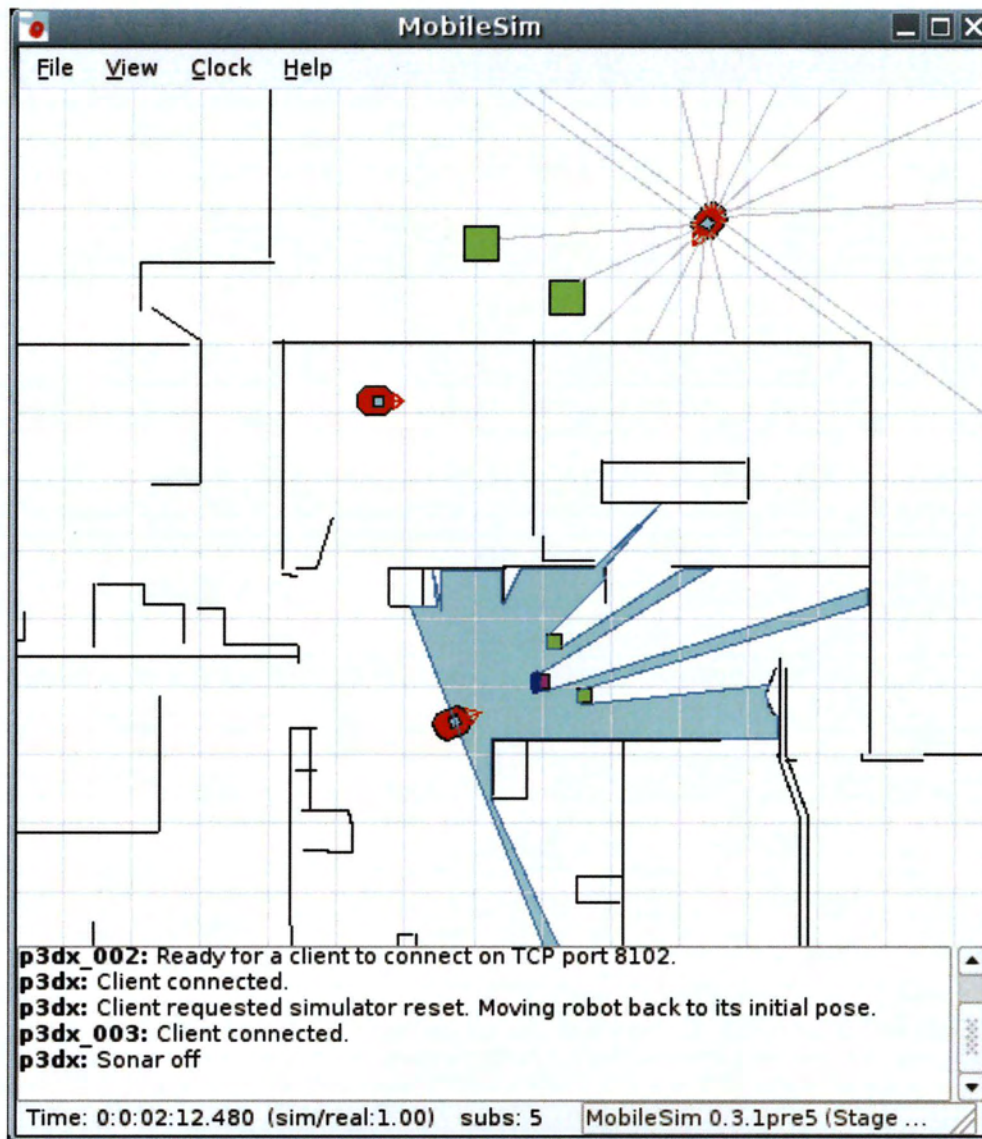 MobileSim
File View Clock Help
p3dx_002: Ready for a client to connect on TCP port 8102.
p3dx: Client connected.
p3dx: Client requested simulator reset. Moving robot back to its initial pose.
p3dx_003: Client connected.
p3dx: Sonar off
Time: 0:0:02:12.480 (sim/real:1.00) subs: 5 MobileSim 0.3.1pre5 (Stage ...